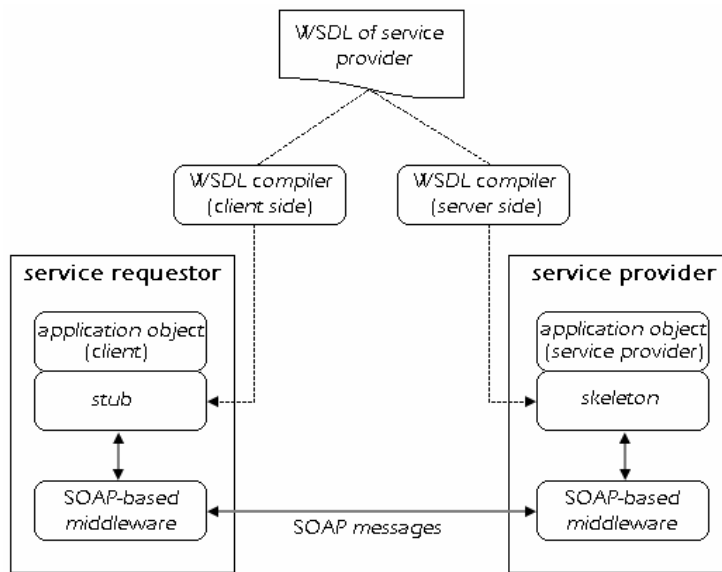 WSDL of service
provider
WSDL compiler
(client side)
WSDL compiler
(server side)
service requestor
application object
(client)
stub
SOAP-based
middleware
service provider
application object
(service provider)
skeleton
SOAP-based
middleware
SOAP messages